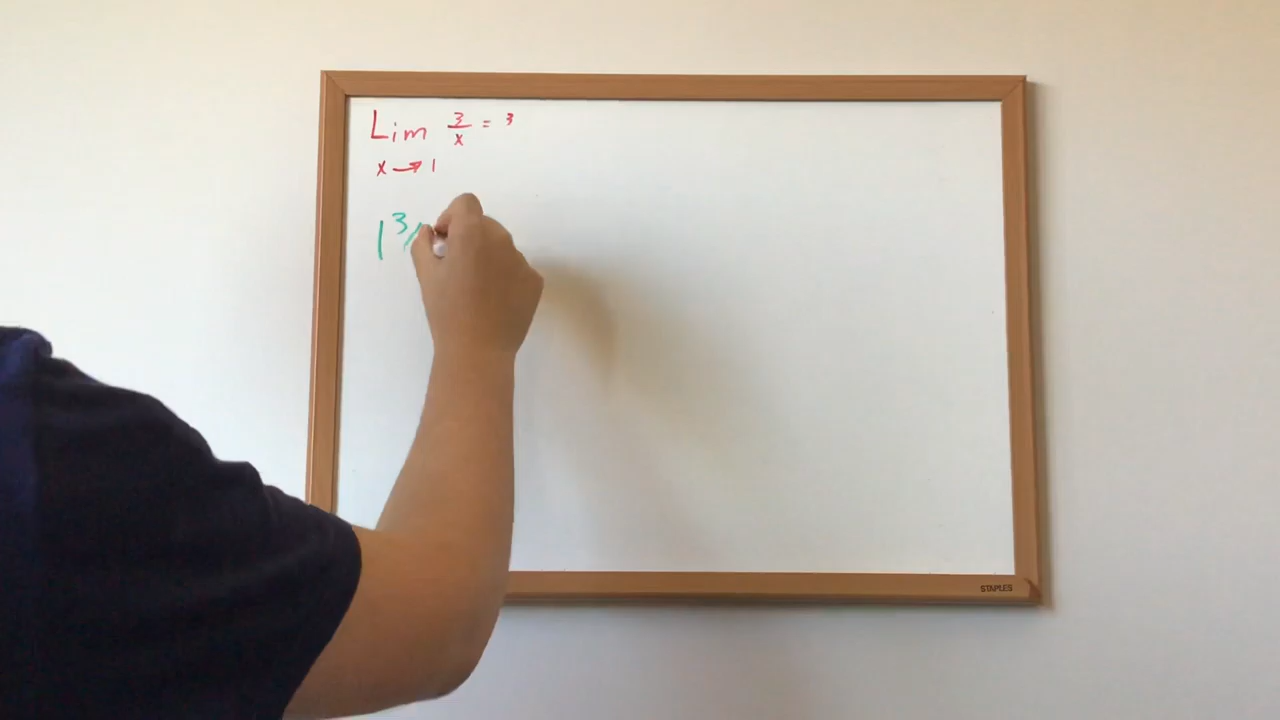 Lim 3/x = 3
x → 1
|3/
STAPLES